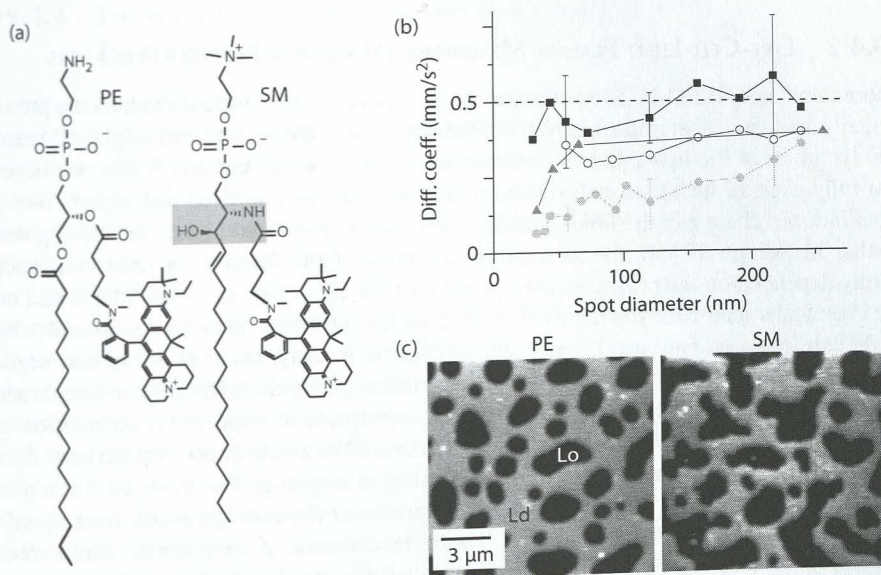 (a)
NH₂
PE
O
O
P
O
O
O
O
O
O
N
O
N
N⁺
N⁺
SM
O
O
P
O⁻
O
HO
NH
O
N
O
N
N⁺
(b)
Diff. coeff. (mm/s²)
0.5
0
0
100
200
Spot diameter (nm)
(c)
PE
SM
Lo
Ld
3 µm